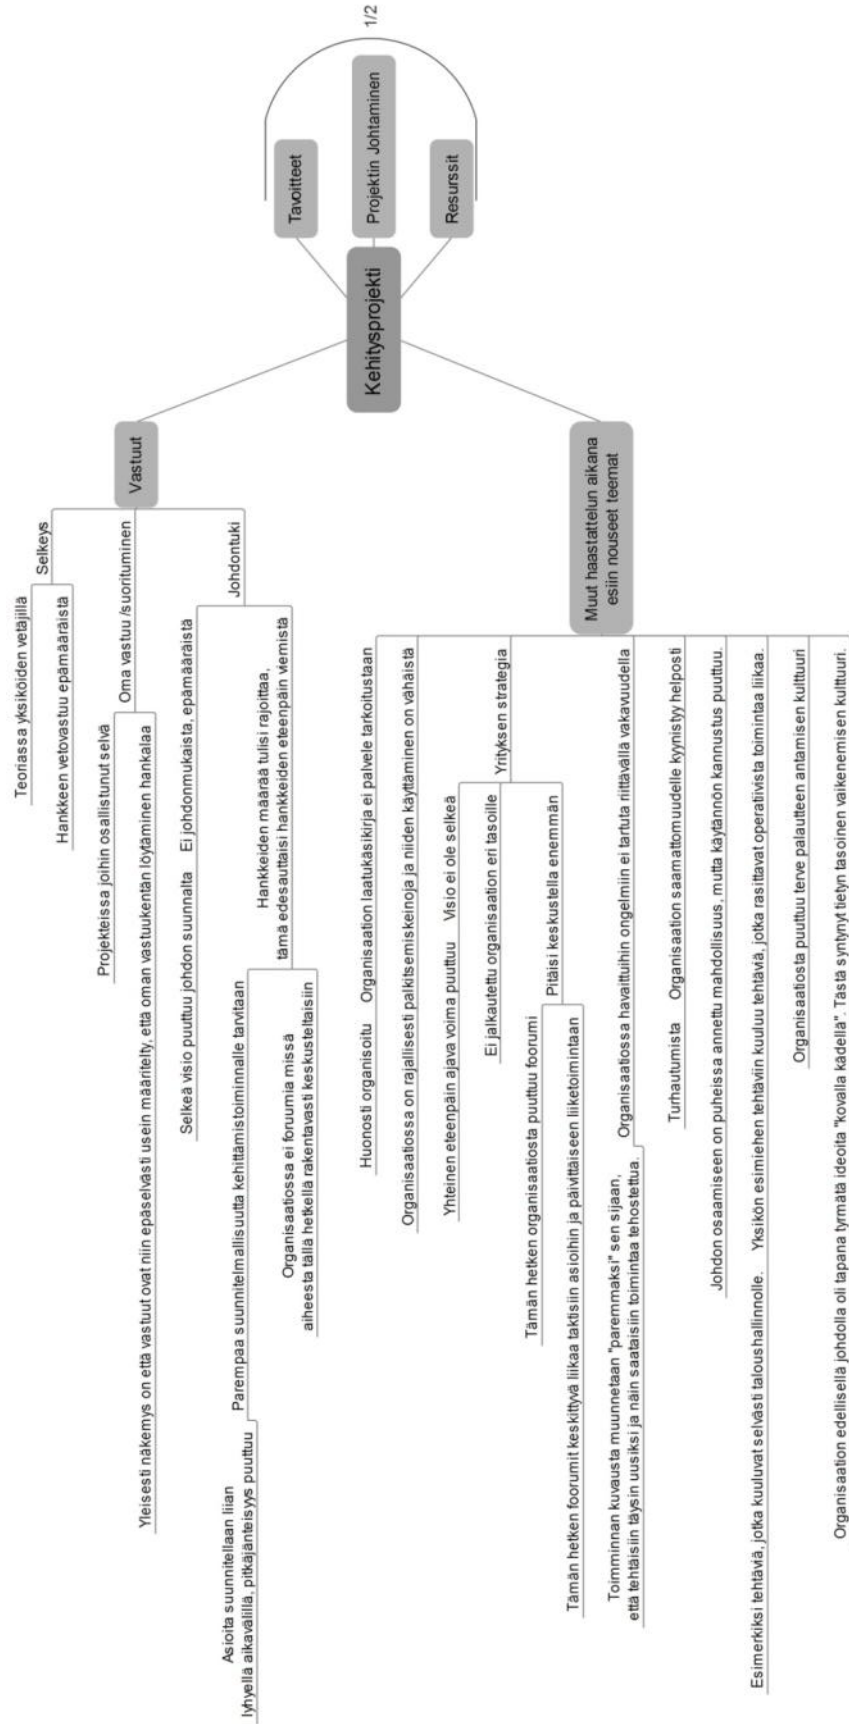 1/2
Tavoitteet
Projektin Johtaminen
Resurssit
Kehitysprojekti
Vastuut
Selkeys
Teoriassa yksiköiden vetäjillä
Hankkeen vetovastuu epämääräistä
Oma vastuu /suorituminen
Projekteissa joihin osallistunut selvä
Yleisesti näkemys on että vastuut ovat niin epäselvästi usein määritelty, että oman vastuukentän löytäminen hankalaa
Johdontuki
Ei johdonmukaista, epämääräistä
Selkeä visio puuttu johdon suunnalta
Hankkeiden määrää tulisi rajoittaa,
tämä edesauttaisi hankkeiden eteenpäin viemistä
Parempaa suunnitelmallisuutta kehittämistoiminnalle tarvitaan
Asioita suunnitellaan liian
lyhyellä aikavälillä, pitkäjänteisyys puuttuu
Organisaatiossa ei foruumia missä
aiheesta tällä hetkellä rakentavasti keskusteltaisiin
Muut haastattelun aikana
esiin nouseet teemat
Organisaation laatukäsikirja ei palvele tarkoitustaan
Huonosti organisoitu
Organisaatiossa on rajallisesti palkitsemiskeinoja ja niiden käyttäminen on vähäistä
Yrityksen strategia
Visio ei ole selkeä
Yhteinen eteenpäin ajava voima puuttuu
Ei jalkautettu organisaation eri tasoille
Pitäisi keskustella enemmän
Tämän hetken organisaatiosta puuttuu foorumi
Tämän hetken foorumit keskittyvä liikaa taktisiin asioihin ja päivittäiseen liiketoimintaan
Organisaatiossa havaittuihin ongelmiin ei tartuta riittävällä vakavuudella
Toimminnan kuvausta muunnetaan "paremmaksi" sen sijaan,
että tehtäisiin täysin uusiksi ja näin saataisiin toimintaa tehostettua.
Organisaation saamattomuudelle kyynistyy helposti
Turhautumista
Johdon osaamiseen on puheissa annettu mahdollisuus, mutta käytännön kannustus puuttuu.
Yksikön esimiehen tehtäviin kuuluu tehtäviä, jotka rasittavat operatiivista toimintaa liikaa.
Esimerkiksi tehtäviä, jotka kuuluvat selvästi taloushallinnolle.
Organisaatiosta puuttuu terve palautteen antamisen kulttuuri
Organisaation edellisellä johdolla oli tapana tyrmätä ideoita "kovalla kädellä". Tästä syntynyt tietyn tasoinen vaikenemisen kulttuuri.